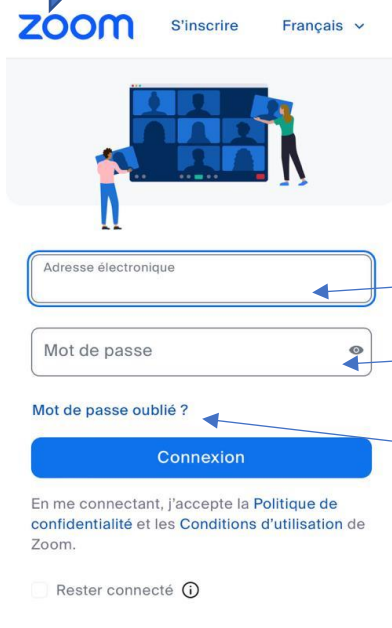 zoom S'inscrire Français
Adresse électronique
Mot de passe
Mot de passe oublié ?
Connexion
En me connectant, j'accepte la Politique de
confidentialité et les Conditions d'utilisation de
Zoom.
Rester connecté